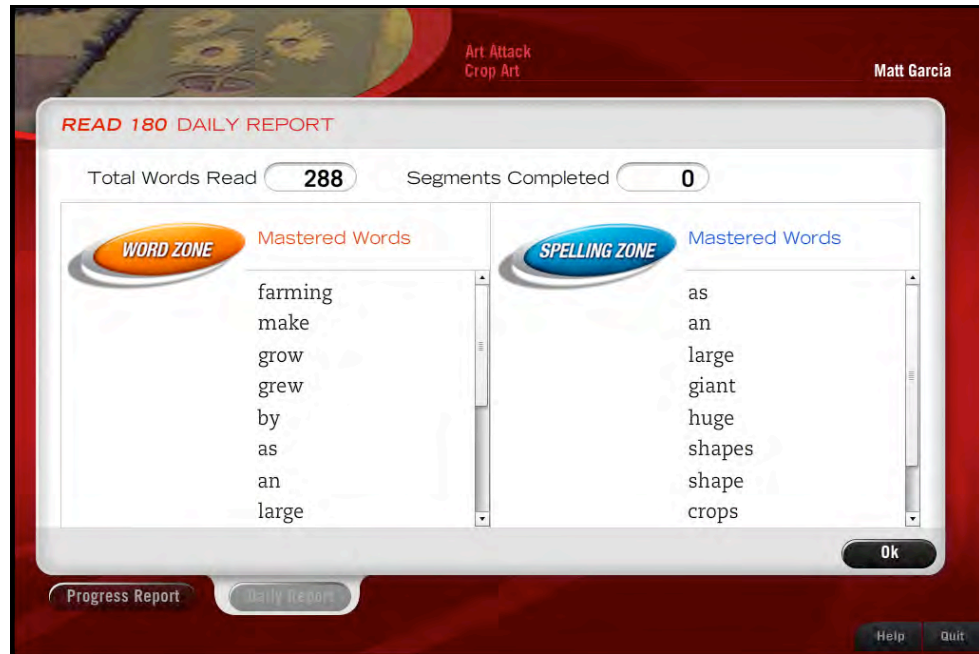 Art Attack
Crop Art
Matt Garcia
READ 180 DAILY REPORT
Total Words Read 288 Segments Completed 0
WORD ZONE
Mastered Words
farming
make
grow
grew
by
as
an
large
SPELLING ZONE
Mastered Words
as
an
large
giant
huge
shapes
shape
crops
Ok
Progress Report
Daily Report
Help Quit